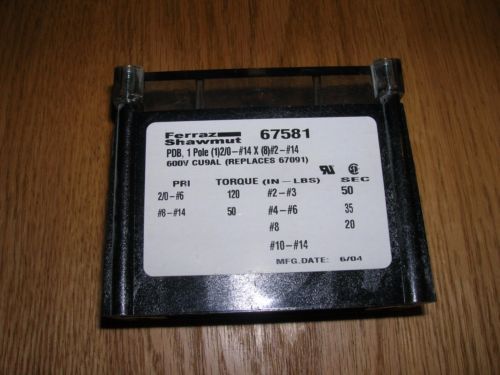 Ferraz Shawmut 67581
PDB, 1 Pole (1)2/0-#14 X (8)#2-#14
600V CU9AL (REPLACES 67091)
PRI TORQUE (IN-LBS) SEC
2/0-#6 120 #2-#3 50
#8-#14 50 #4-#6 35
#8 20
#10-#14
MFG.DATE: 6/04